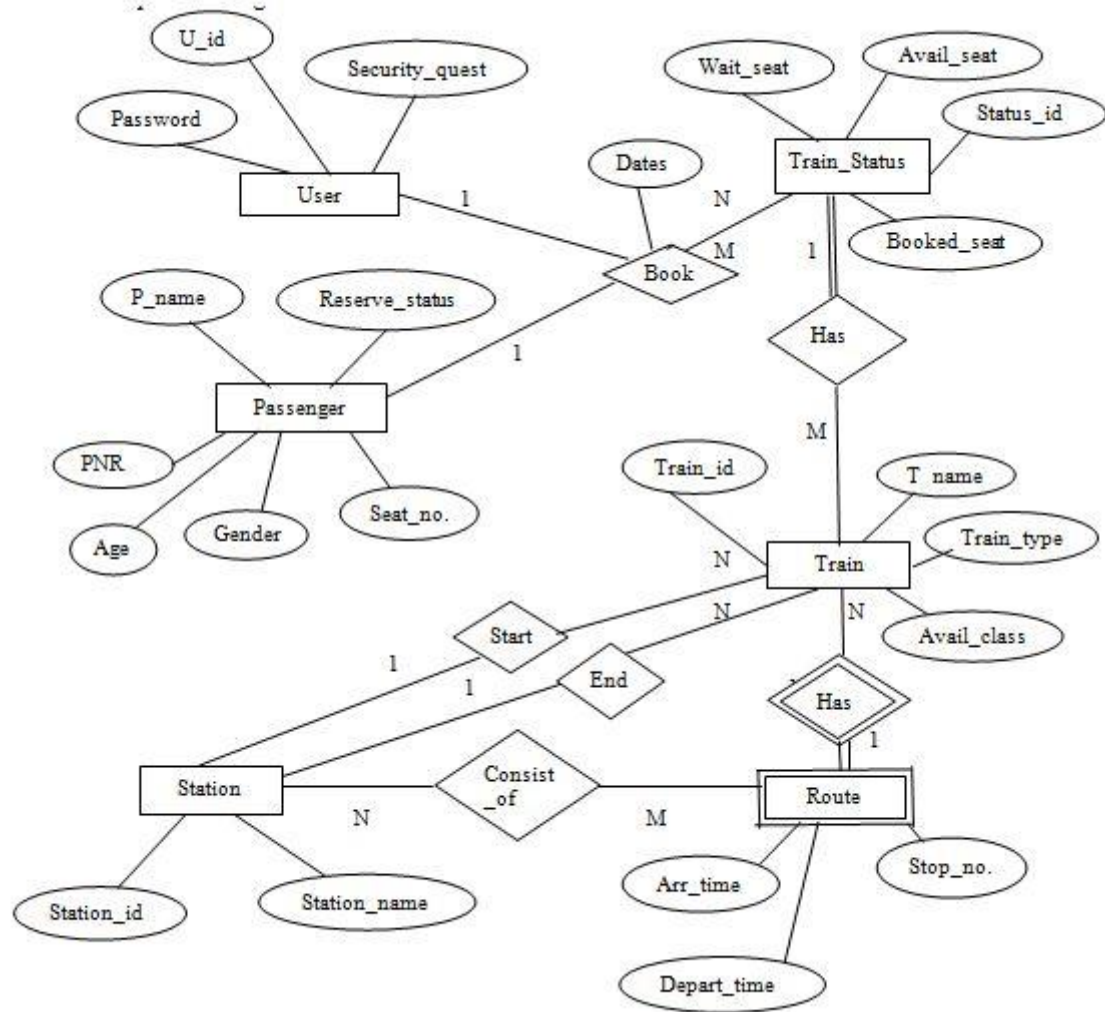 U_id
Security_quest
Password
User
Wait_seat
Avail_seat
Status_id
Train_Status
Booked_seat
Dates
1
N
M
Book
1
1
Has
M
P_name
Reserve_status
Passenger
PNR
Age
Gender
Seat_no.
Train_id
T_name
Train_type
Train
Avail_class
N
N
N
Start
End
1
1
Has
1
Station
N
Consist
_of
M
Route
Station_id
Station_name
Arr_time
Stop_no.
Depart_time